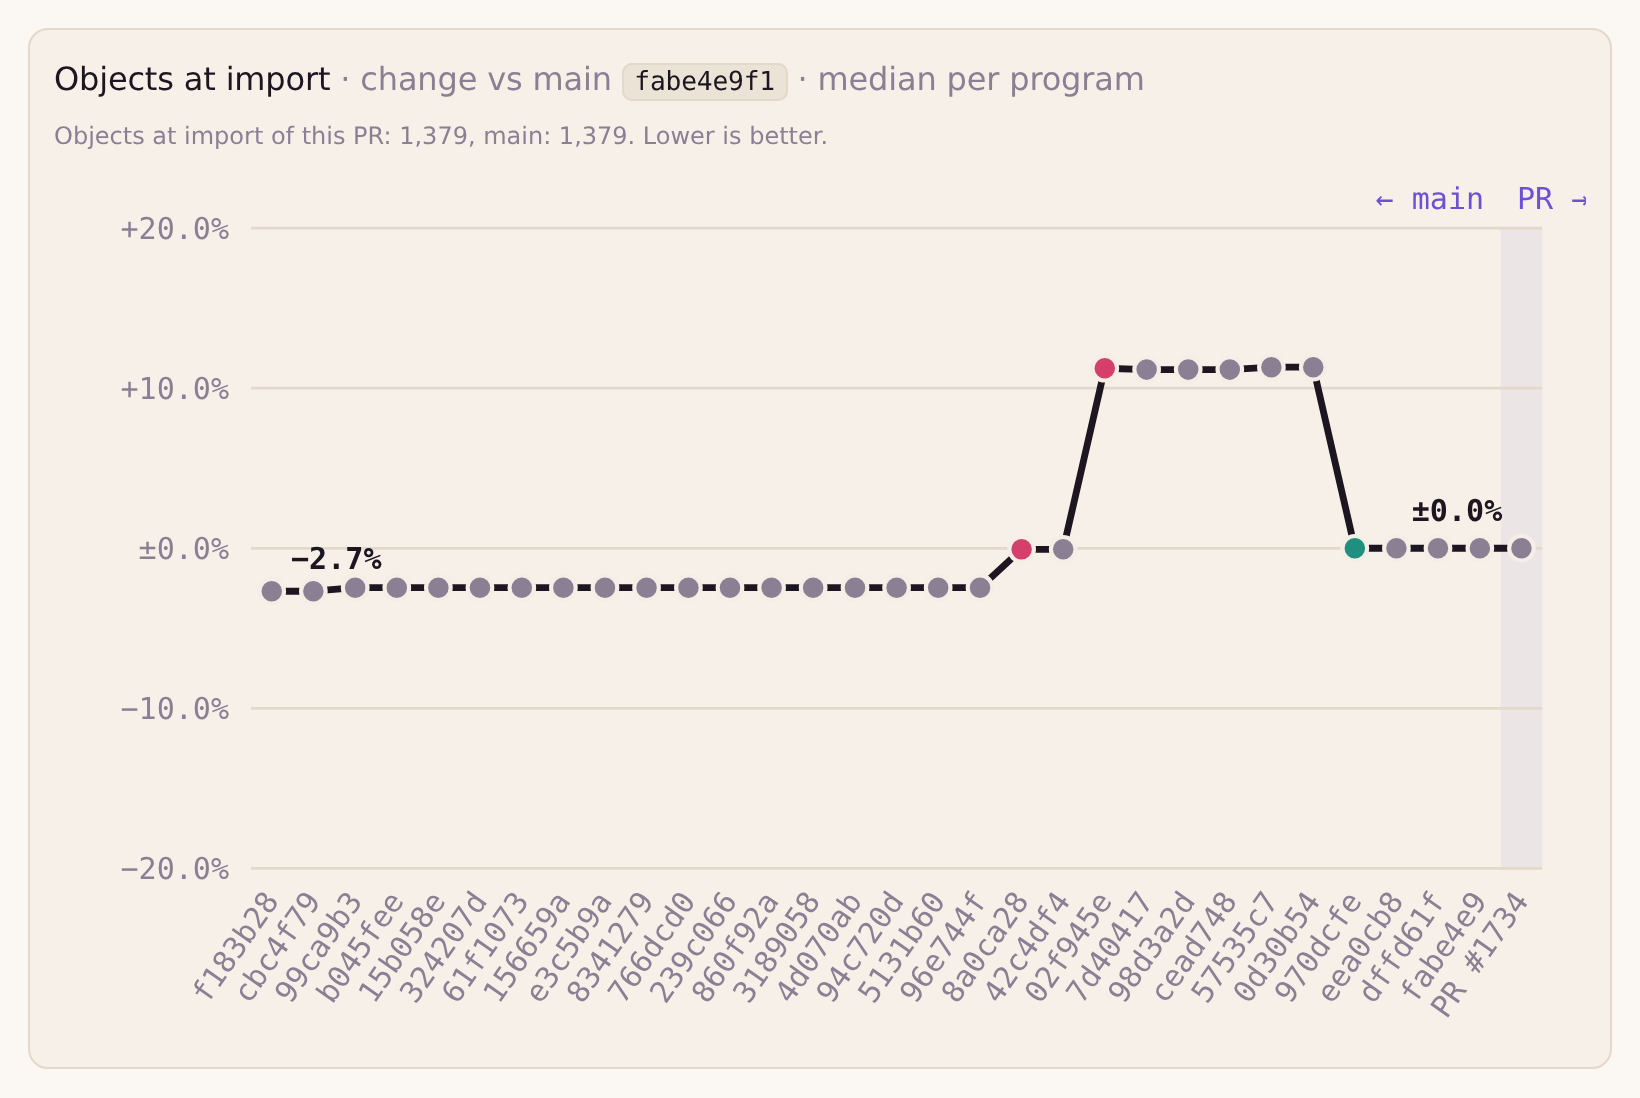 Objects at import · change vs main fabe4e9f1 · median per program
Objects at import of this PR: 1,379, main: 1,379. Lower is better.
← main PR →
+20.0%
+10.0%
±0.0%
−10.0%
−20.0%
−2.7%
±0.0%
f183b28
cbc4f79
99ca9b3
b045fee
15b058e
324207d
61f1073
156659a
e3c5b9a
8341279
766dcd0
239c066
860f92a
3189058
4d070ab
94c720d
5131b60
96e744f
8a0ca28
42c4df4
02f945e
7d40417
98d3a2d
cead748
57535c7
0d30b54
970dcfe
eea0cb8
dffd61f
fabe4e9
PR #1734